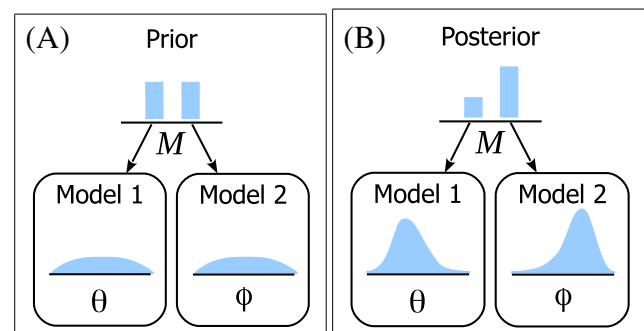 (A) Prior
M
Model 1 Model 2
θ ϕ
(B) Posterior
M
Model 1 Model 2
θ ϕ